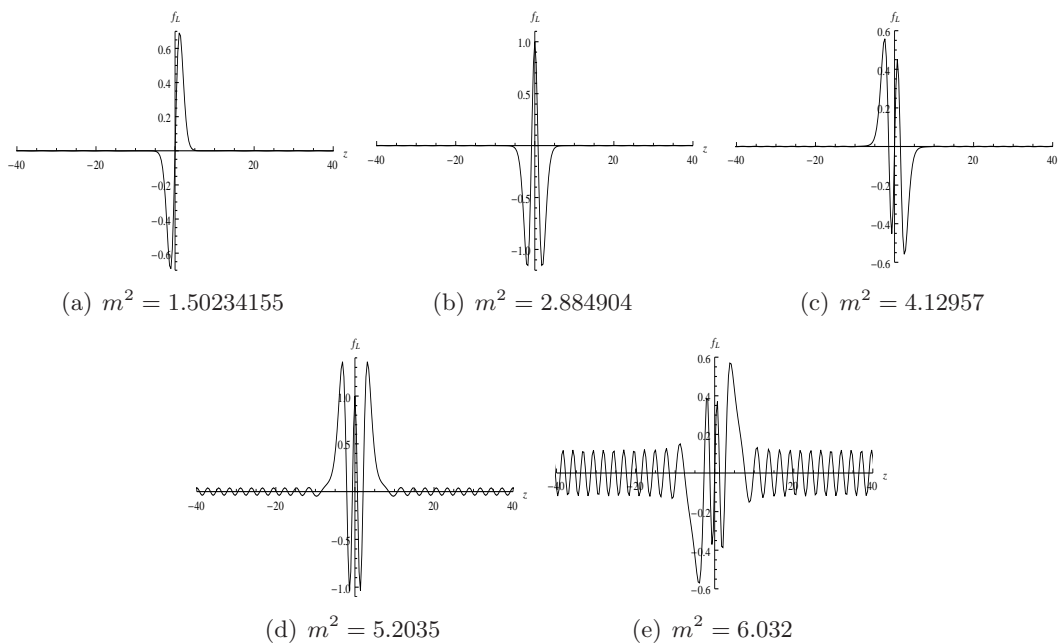 f_L
0.6
0.4
0.2
−40 −20 20 40 z
−0.2
−0.4
−0.6
(a) m² = 1.50234155
f_L
1.0
0.5
−40 −20 20 40 z
−0.5
−1.0
(b) m² = 2.884904
f_L
0.6
0.4
0.2
−40 −20 20 40 z
−0.2
−0.4
−0.6
(c) m² = 4.12957
f_L
1.0
0.5
−40 −20 20 40 z
−0.5
−1.0
(d) m² = 5.2035
f_L
0.6
0.4
0.2
−40 −20 20 40 z
−0.2
−0.4
−0.6
(e) m² = 6.032